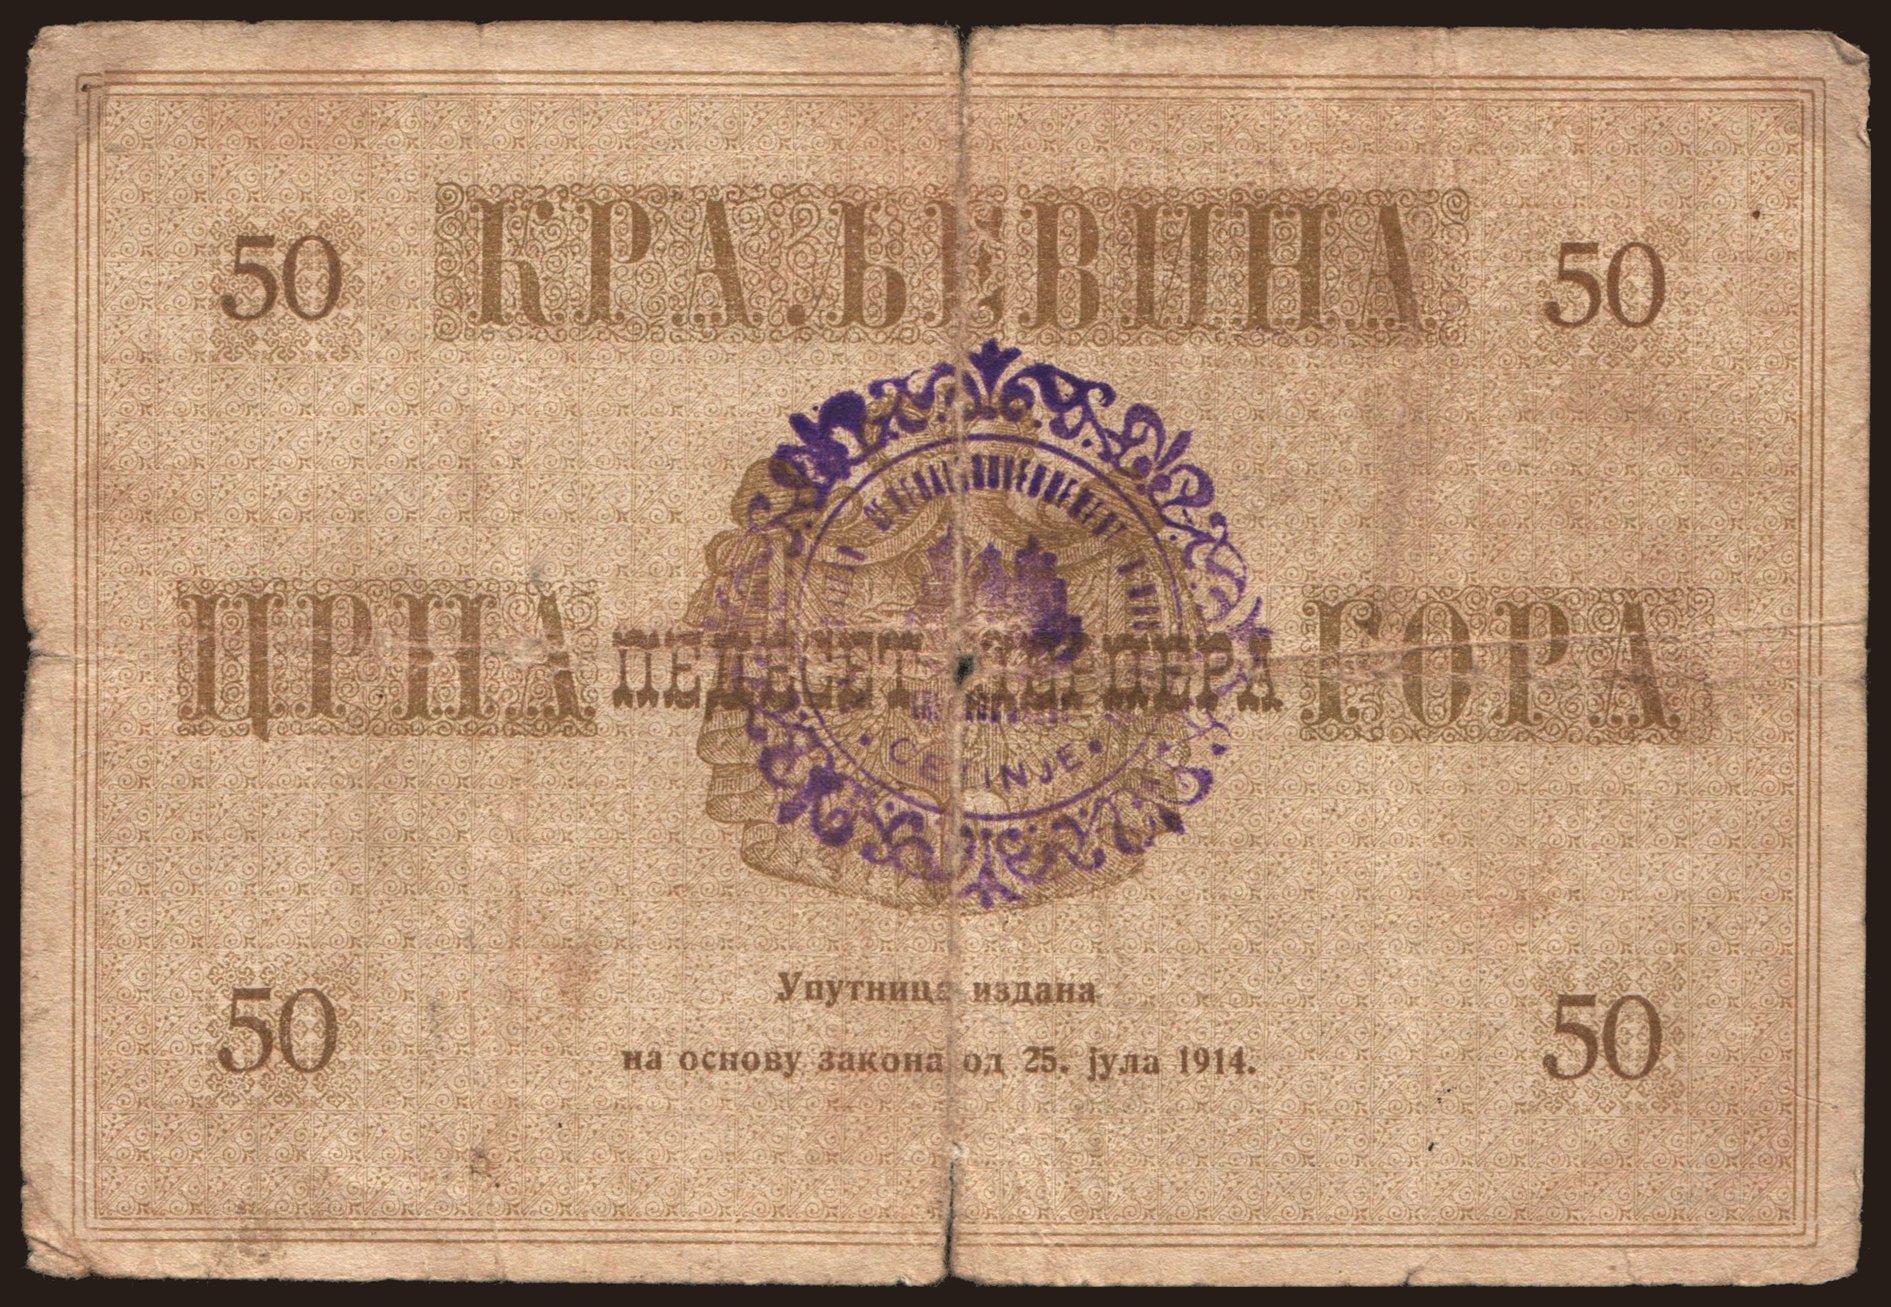 КРАЉЕВИНА
50 50
ЦРНА ПЕДЕСЕТ ПЕРПЕРА ГОРА
CETINJE
Упутница издана
50 50
на основу закона од 25. јула 1914.